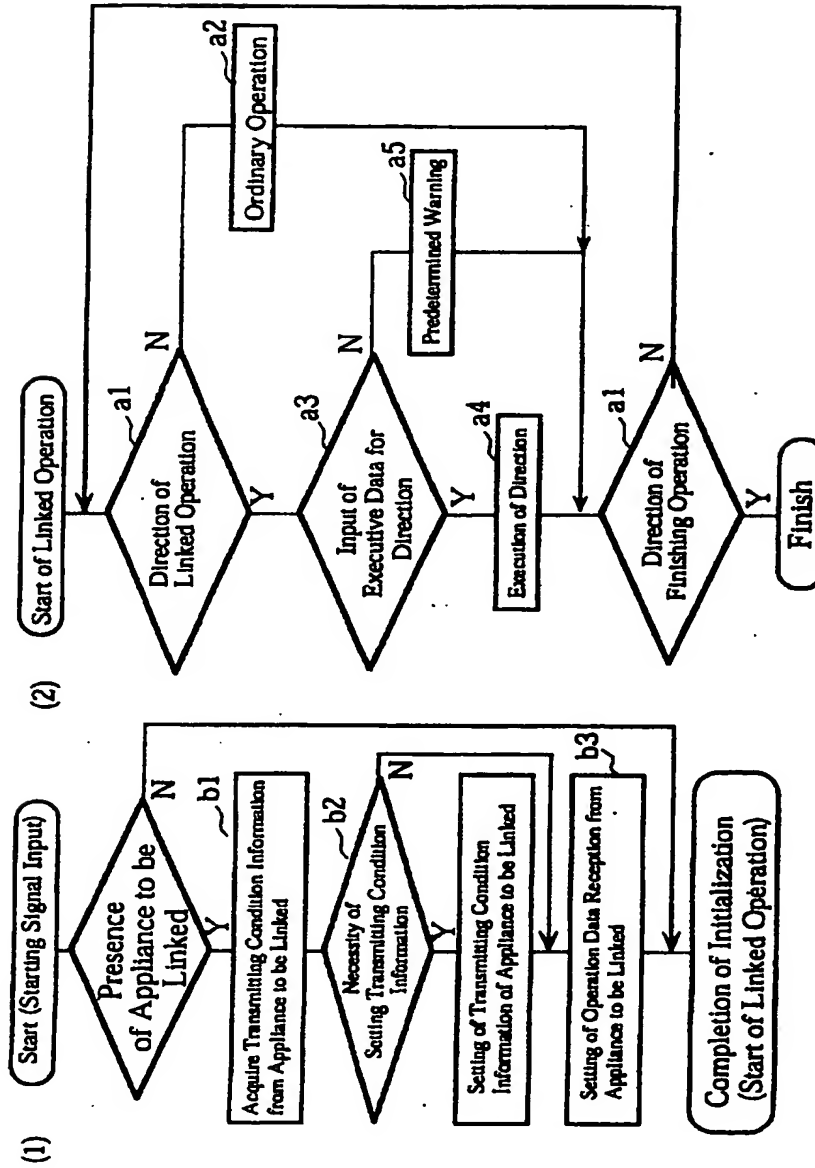 (1)
Start (Starting Signal Input)
Presence
of Appliance to be
Linked
N
Y
b1
Acquire Transmitting Condition Information
from Appliance to be Linked
b2
Necessity of
Setting Transmitting Condition
Information
N
Y
Setting of Transmitting Condition
Information of Appliance to be Linked
b3
Setting of Operation Data Reception from
Appliance to be Linked
Completion of Initialization
(Start of Linked Operation)
(2)
Start of Linked Operation
a1
Direction of
Linked Operation
N
Y
a2
Ordinary Operation
a3
Input of
Executive Data for
Direction
N
Y
a5
Predetermined Warning
a4
Execution of Direction
a1
Direction of
Finishing Operation
N
Y
Finish